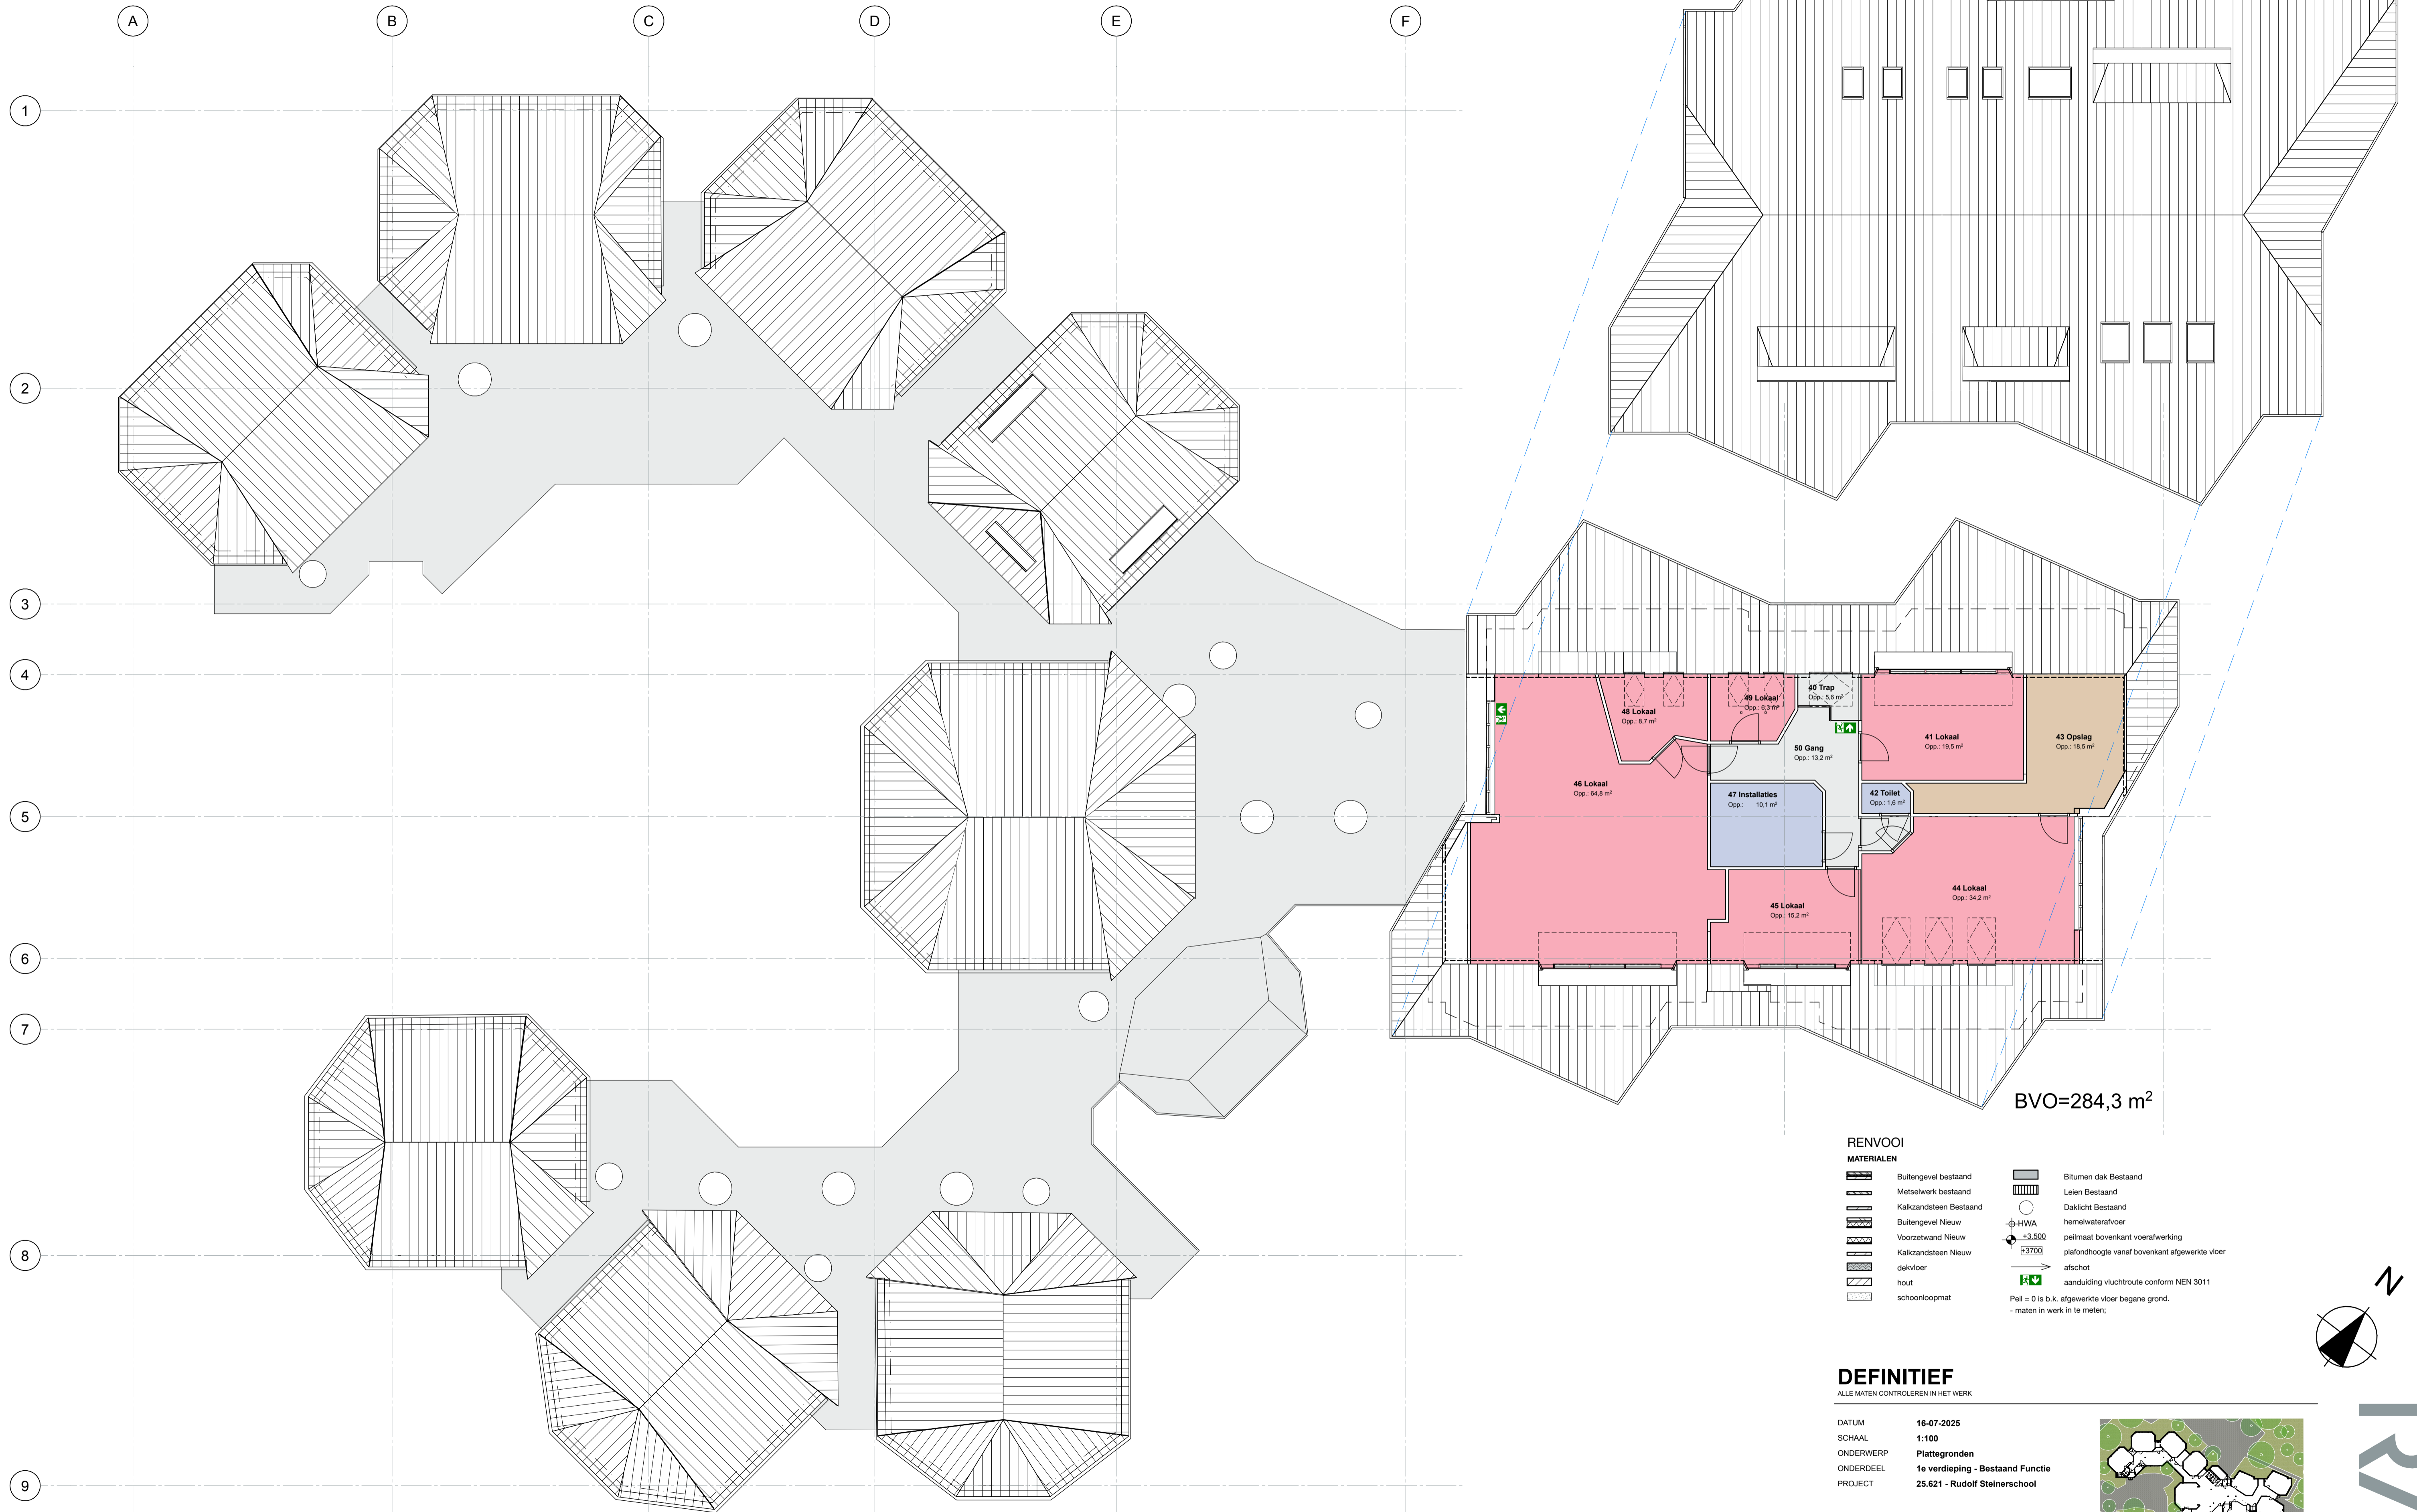 A
B
C
D
E
F
1
2
3
4
5
6
7
8
9
40 Trap
Opp.: 5,6 m²
49 Lokaal
Opp.: 6,3 m²
48 Lokaal
Opp.: 8,7 m²
41 Lokaal
Opp.: 19,5 m²
43 Opslag
Opp.: 18,5 m²
50 Gang
Opp.: 13,2 m²
46 Lokaal
Opp.: 64,8 m²
47 Installaties
Opp.: 10,1 m²
42 Toilet
Opp.: 1,6 m²
44 Lokaal
Opp.: 34,2 m²
45 Lokaal
Opp.: 15,2 m²
BVO=284,3 m²
RENVOOI
MATERIALEN
Buitengevel bestaand
Metselwerk bestaand
Kalkzandsteen Bestaand
Buitengevel Nieuw
Voorzetwand Nieuw
Kalkzandsteen Nieuw
dekvloer
hout
schoonloopmat
Bitumen dak Bestaand
Leien Bestaand
Daklicht Bestaand
HWA hemelwaterafvoer
+3.500 peilmaat bovenkant voerafwerking
+3700 plafondhoogte vanaf bovenkant afgewerkte vloer
afschot
aanduiding vluchtroute conform NEN 3011
Peil = 0 is b.k. afgewerkte vloer begane grond.
- maten in werk in te meten;
N
DEFINITIEF
ALLE MATEN CONTROLEREN IN HET WERK
DATUM 16-07-2025
SCHAAL 1:100
ONDERWERP Plattegronden
ONDERDEEL 1e verdieping - Bestaand Functie
PROJECT 25.621 - Rudolf Steinerschool